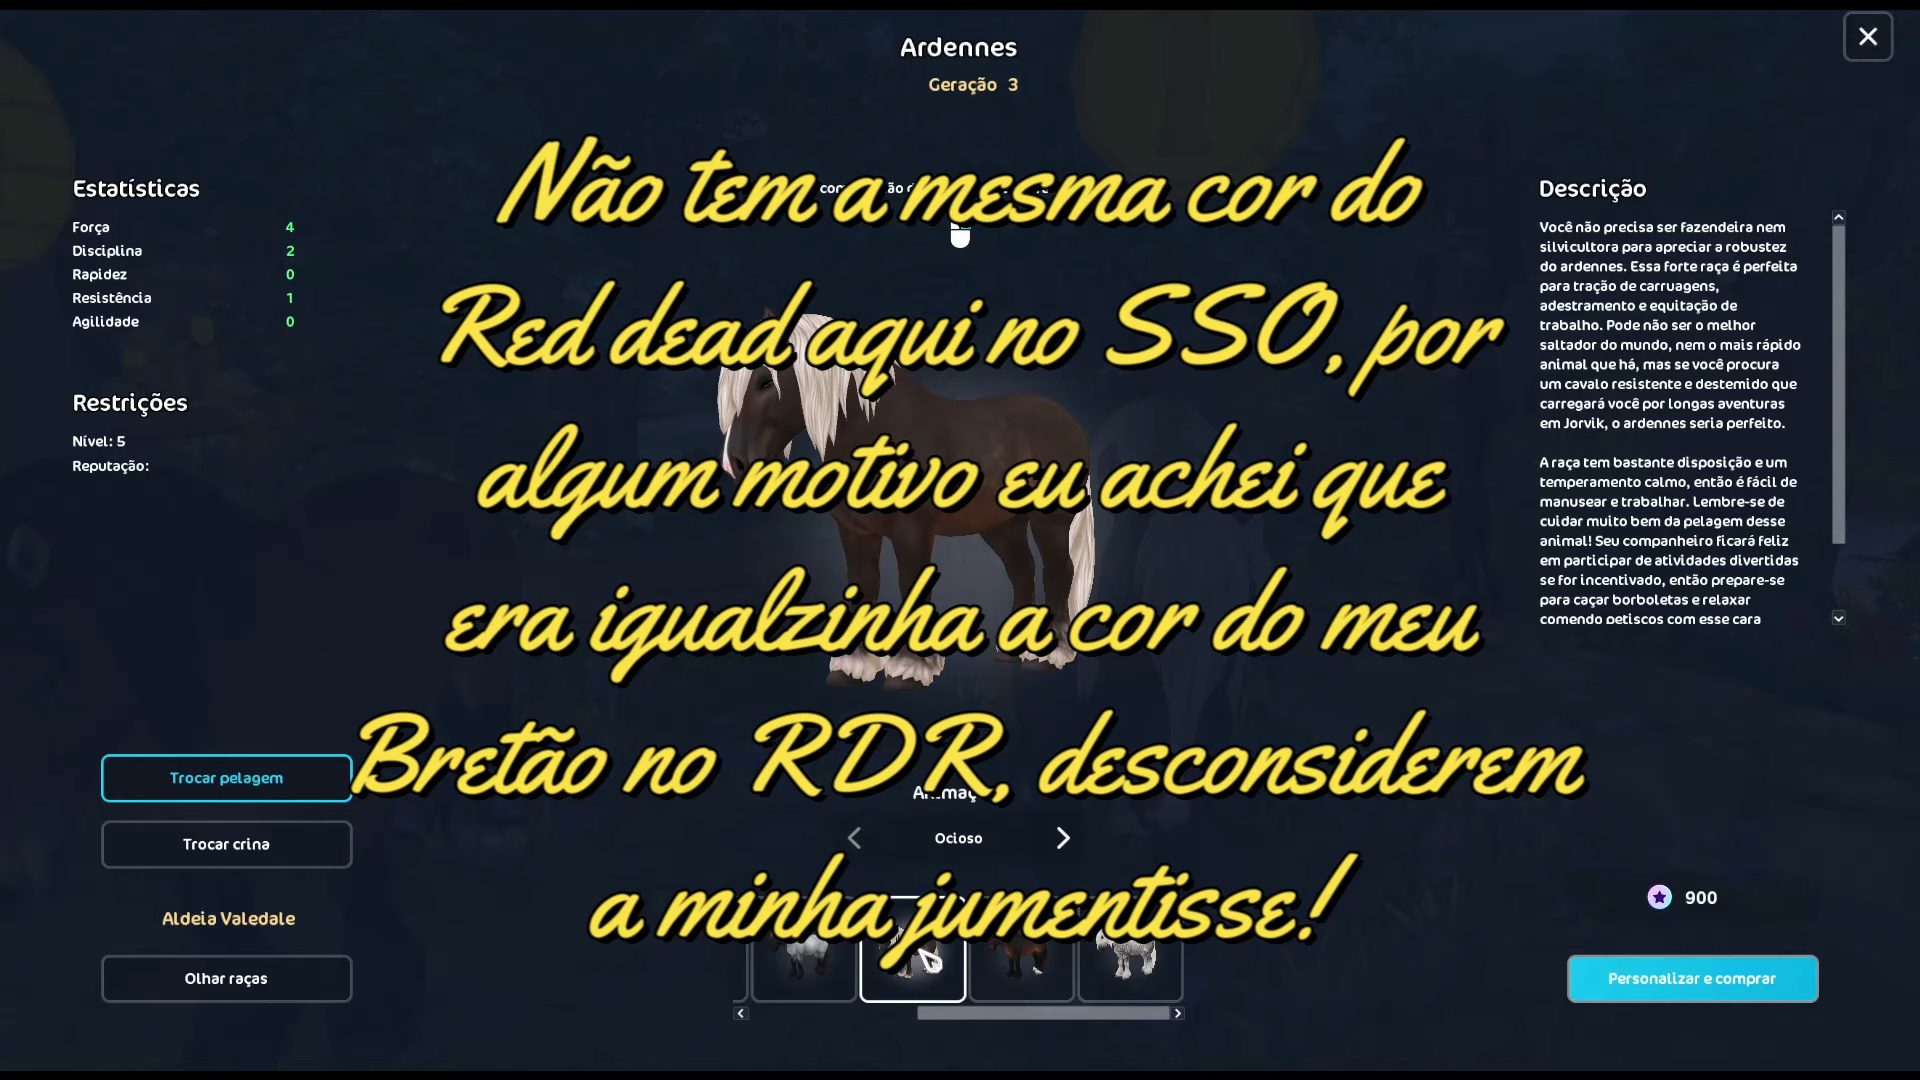 Ardennes
Geração 3
Estatísticas
Força 4
Disciplina 2
Rapidez 0
Resistência 1
Agilidade 0
Restrições
Nível: 5
Reputação:
Não tem a mesma cor do
Red dead aqui no SSO, por
algum motivo eu achei que
era igualzinha a cor do meu
Bretão no RDR, desconsiderem
a minha jumentisse!
Descrição
Você não precisa ser fazendeira nem
silvicultora para apreciar a robustez
do ardennes. Essa forte raça é perfeita
para tração de carruagens,
adestramento e equitação de
trabalho. Pode não ser o melhor
saltador do mundo, nem o mais rápido
animal que há, mas se você procura
um cavalo resistente e destemido que
carregará você por longas aventuras
em Jorvik, o ardennes seria perfeito.
A raça tem bastante disposição e um
temperamento calmo, então é fácil de
manusear e trabalhar. Lembre-se de
cuidar muito bem da pelagem desse
animal! Seu companheiro ficará feliz
em participar de atividades divertidas
se for incentivado, então prepare-se
para caçar borboletas e relaxar
comendo petiscos com esse cara
Trocar pelagem
Trocar crina
Aldeia Valedale
Olhar raças
Ocioso
900
Personalizar e comprar